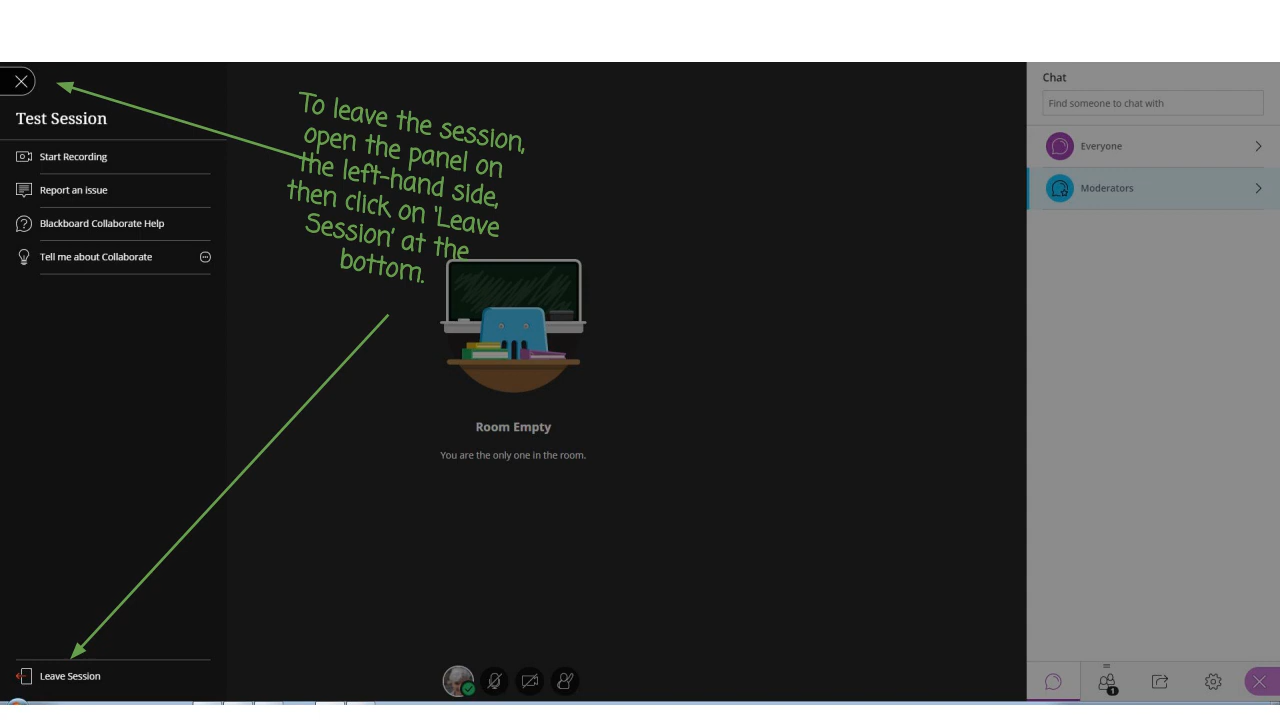 Test Session
Start Recording
Report an issue
Blackboard Collaborate Help
Tell me about Collaborate
Leave Session
To leave the session,
open the panel on
the left-hand side,
then click on 'Leave
Session' at the
bottom.
Room Empty
You are the only one in the room.
Chat
Find someone to chat with
Everyone
Moderators
1